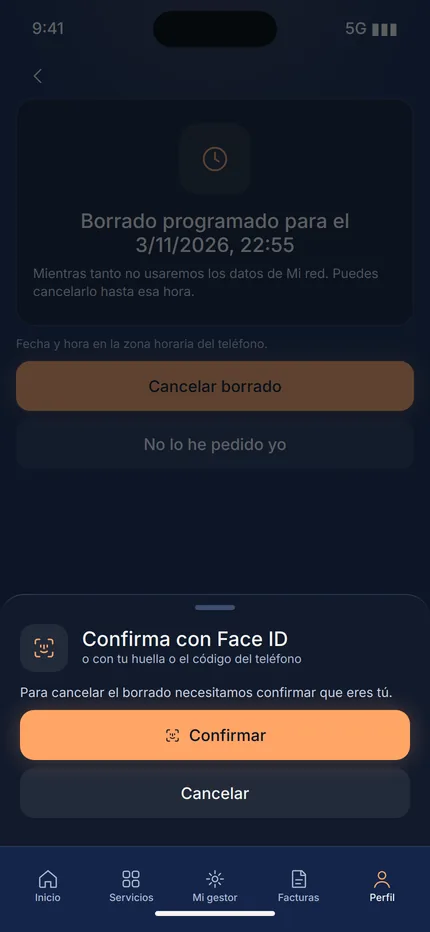 9:41
5G
Borrado programado para el
3/11/2026, 22:55
Mientras tanto no usaremos los datos de Mi red. Puedes
cancelarlo hasta esa hora.
Fecha y hora en la zona horaria del teléfono.
Cancelar borrado
No lo he pedido yo
Confirma con Face ID
o con tu huella o el código del teléfono
Para cancelar el borrado necesitamos confirmar que eres tú.
Confirmar
Cancelar
Inicio
Servicios
Mi gestor
Facturas
Perfil